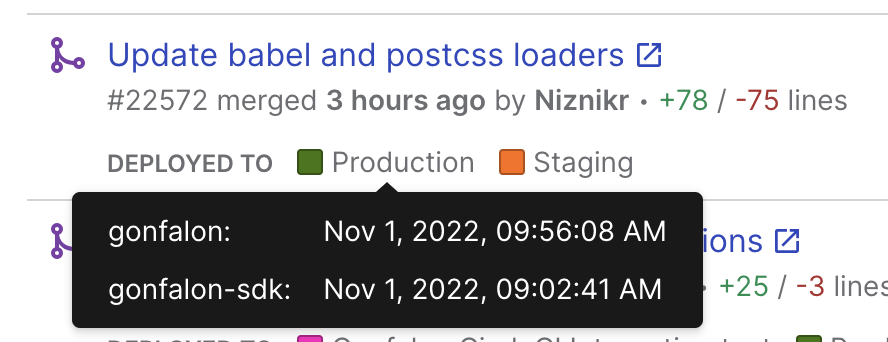 Update babel and postcss loaders
#22572 merged 3 hours ago by Niznikr • +78 / -75 lines
DEPLOYED TO Production Staging
gonfalon: Nov 1, 2022, 09:56:08 AM
ions
gonfalon-sdk: Nov 1, 2022, 09:02:41 AM
• +25 / -3 lines